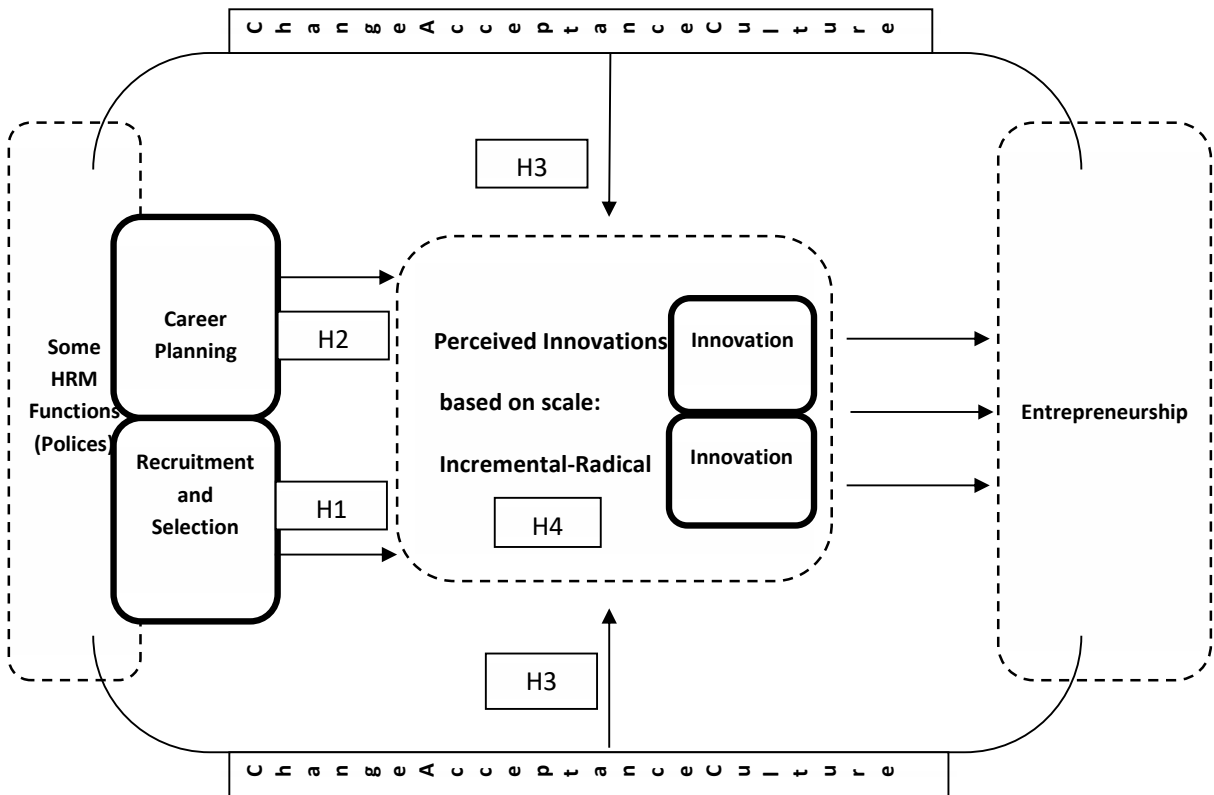 ChangeAcceptanceCulture
H3
Career
Planning
H2
Some
HRM
Functions
(Polices)
Recruitment
and
Selection
H1
Perceived Innovations
based on scale:
Incremental-Radical
H4
Innovation
Innovation
Entrepreneurship
H3
ChangeAcceptanceCulture